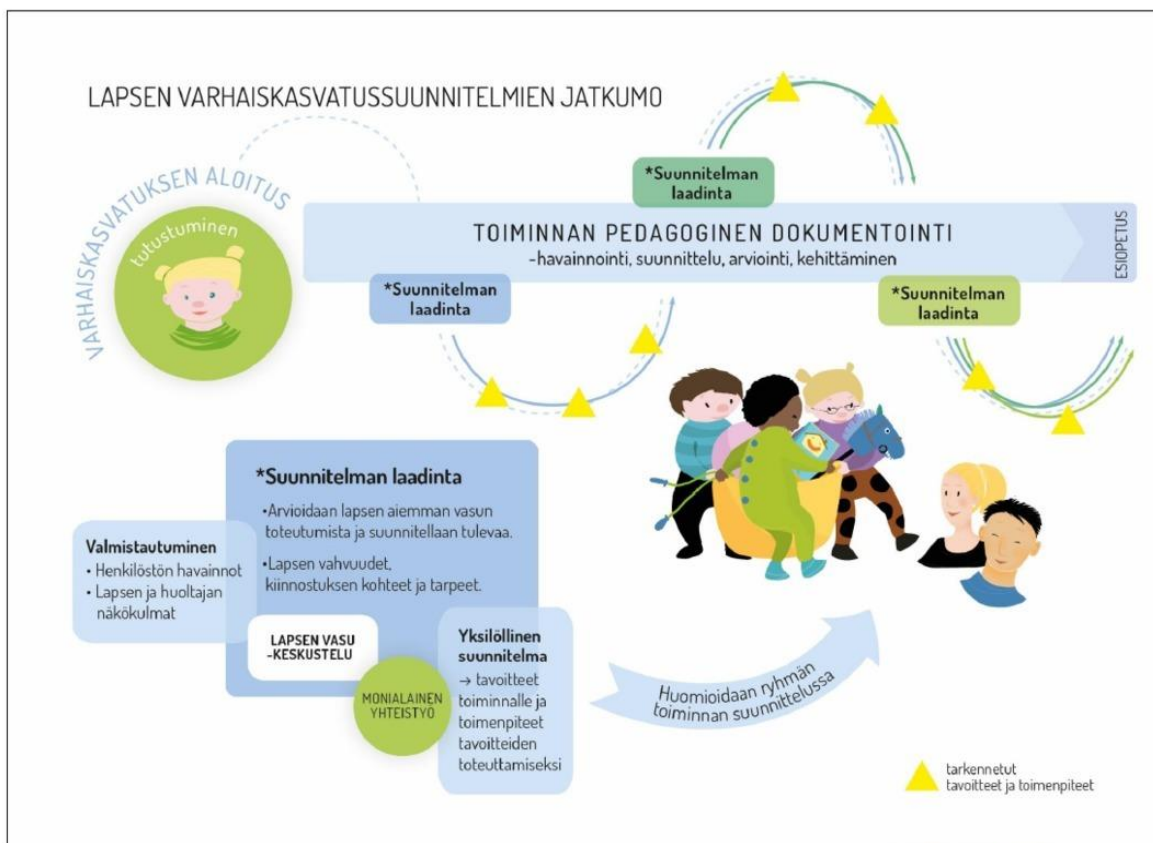 LAPSEN VARHAISKASVATUSSUUNNITELMIEN JATKUMO
VARHAISKASVATUKSEN ALOITUS
tutustuminen
*Suunnitelman
laadinta
TOIMINNAN PEDAGOGINEN DOKUMENTOINTI
-havainnointi, suunnittelu, arviointi, kehittäminen
ESIOPETUS
*Suunnitelman
laadinta
*Suunnitelman
laadinta
*Suunnitelman laadinta
•Arvioidaan lapsen aiemman vasun
toteutumista ja suunnitellaan tulevaa.
•Lapsen vahvuudet,
kiinnostuksen kohteet ja tarpeet.
Valmistautuminen
• Henkilöstön havainnot
• Lapsen ja huoltajan
näkökulmat
LAPSEN VASU
-KESKUSTELU
MONIALAINEN
YHTEISTYÖ
Yksilöllinen
suunnitelma
→ tavoitteet
toiminnalle ja
toimenpiteet
tavoitteiden
toteuttamiseksi
Huomioidaan ryhmän
toiminnan suunnittelussa
tarkennetut
tavoitteet ja toimenpiteet